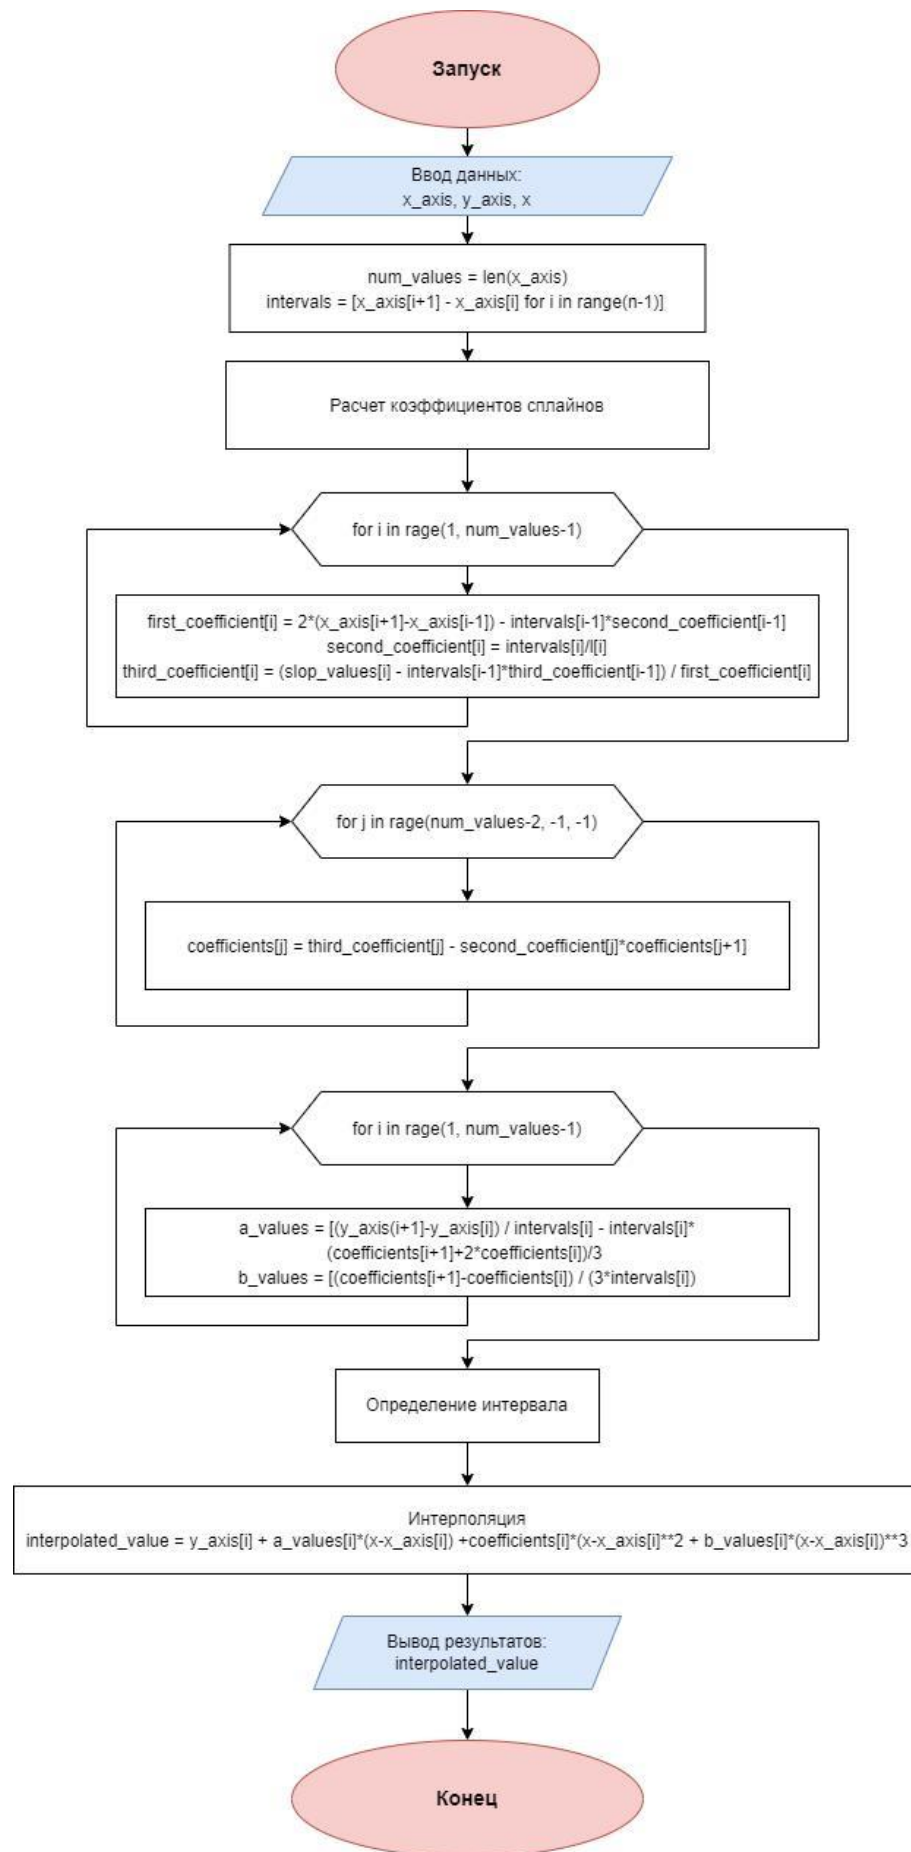 Запуск
Ввод данных:
x_axis, y_axis, x
num_values = len(x_axis)
intervals = [x_axis[i+1] - x_axis[i] for i in range(n-1)]
Расчет коэффициентов сплайнов
for i in rage(1, num_values-1)
first_coefficient[i] = 2*(x_axis[i+1]-x_axis[i-1]) - intervals[i-1]*second_coefficient[i-1]
second_coefficient[i] = intervals[i]/l[i]
third_coefficient[i] = (slop_values[i] - intervals[i-1]*third_coefficient[i-1]) / first_coefficient[i]
for j in rage(num_values-2, -1, -1)
coefficients[j] = third_coefficient[j] - second_coefficient[j]*coefficients[j+1]
for i in rage(1, num_values-1)
a_values = [(y_axis(i+1]-y_axis[i]) / intervals[i] - intervals[i]*
(coefficients[i+1]+2*coefficients[i])/3
b_values = [(coefficients[i+1]-coefficients[i]) / (3*intervals[i])
Определение интервала
Интерполяция
interpolated_value = y_axis[i] + a_values[i]*(x-x_axis[i]) +coefficients[i]*(x-x_axis[i]**2 + b_values[i]*(x-x_axis[i])**3
Вывод результатов:
interpolated_value
Конец